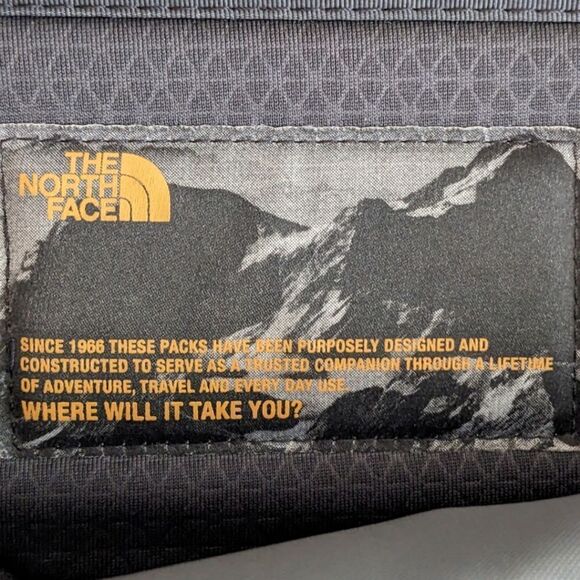 THE
NORTH
FACE
SINCE 1966 THESE PACKS HAVE BEEN PURPOSELY DESIGNED AND
CONSTRUCTED TO SERVE AS A TRUSTED COMPANION THROUGH A LIFETIME
OF ADVENTURE, TRAVEL AND EVERY DAY USE.
WHERE WILL IT TAKE YOU?